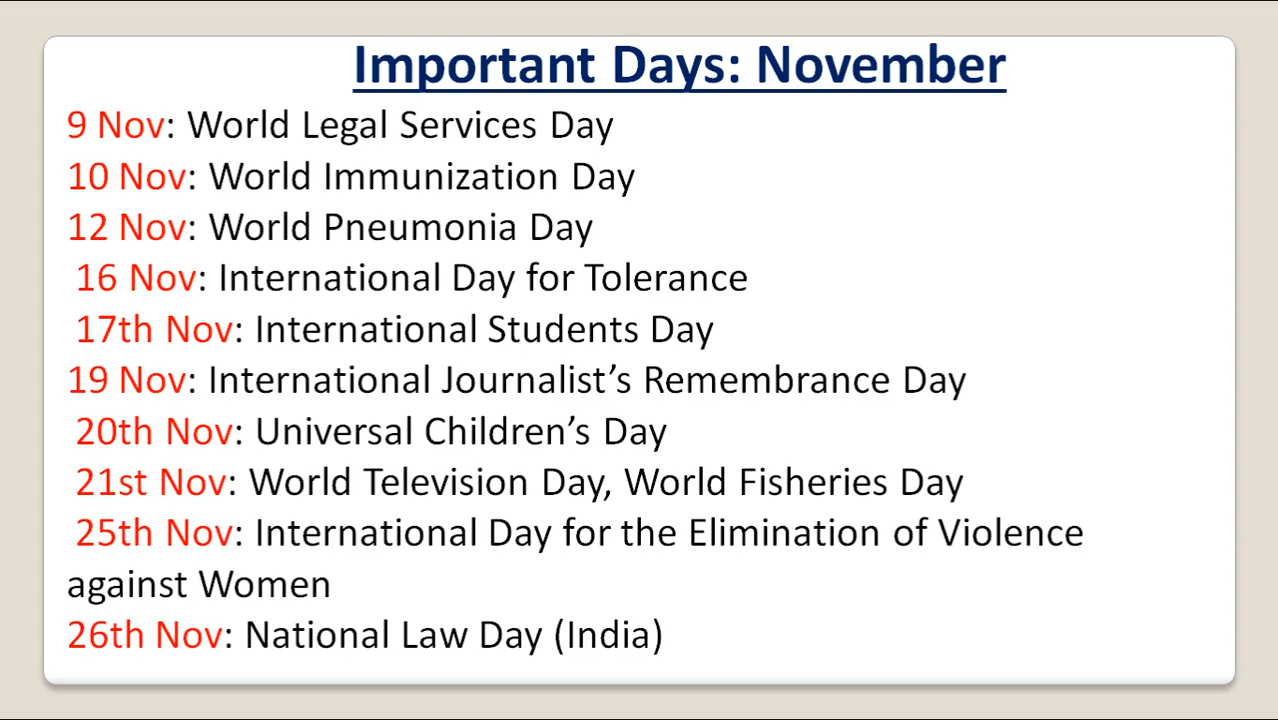 Important Days: November
9 Nov: World Legal Services Day
10 Nov: World Immunization Day
12 Nov: World Pneumonia Day
16 Nov: International Day for Tolerance
17th Nov: International Students Day
19 Nov: International Journalist’s Remembrance Day
20th Nov: Universal Children’s Day
21st Nov: World Television Day, World Fisheries Day
25th Nov: International Day for the Elimination of Violence
against Women
26th Nov: National Law Day (India)